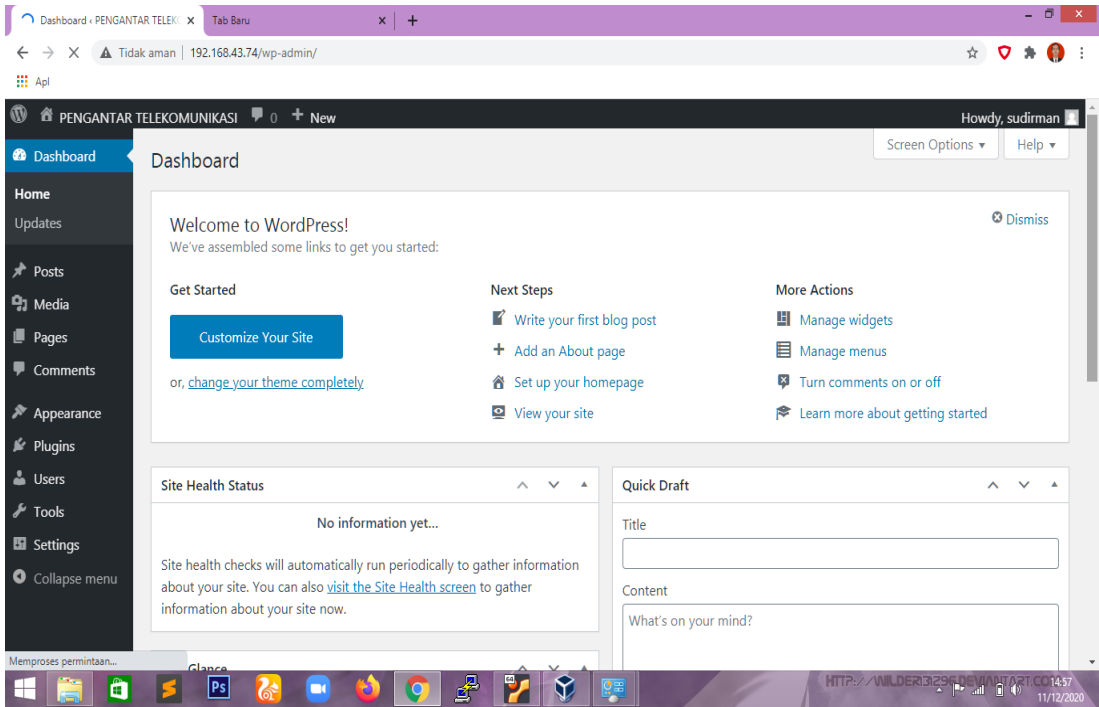 Dashboard ‹ PENGANTAR TELEK
Tab Baru
Tidak aman
192.168.43.74/wp-admin/
Apl
PENGANTAR TELEKOMUNIKASI
0
New
Howdy, sudirman
Dashboard
Home
Updates
Posts
Media
Pages
Comments
Appearance
Plugins
Users
Tools
Settings
Collapse menu
Dashboard
Screen Options
Help
Welcome to WordPress!
Dismiss
We've assembled some links to get you started:
Get Started
Customize Your Site
or, change your theme completely
Next Steps
Write your first blog post
Add an About page
Set up your homepage
View your site
More Actions
Manage widgets
Manage menus
Turn comments on or off
Learn more about getting started
Site Health Status
No information yet...
Site health checks will automatically run periodically to gather information
about your site. You can also visit the Site Health screen to gather
information about your site now.
Quick Draft
Title
Content
What's on your mind?
Glance
Memproses permintaan...
Ps
64
HTTP://WILDER131296.DEVIANTART.CO
14:57
11/12/2020